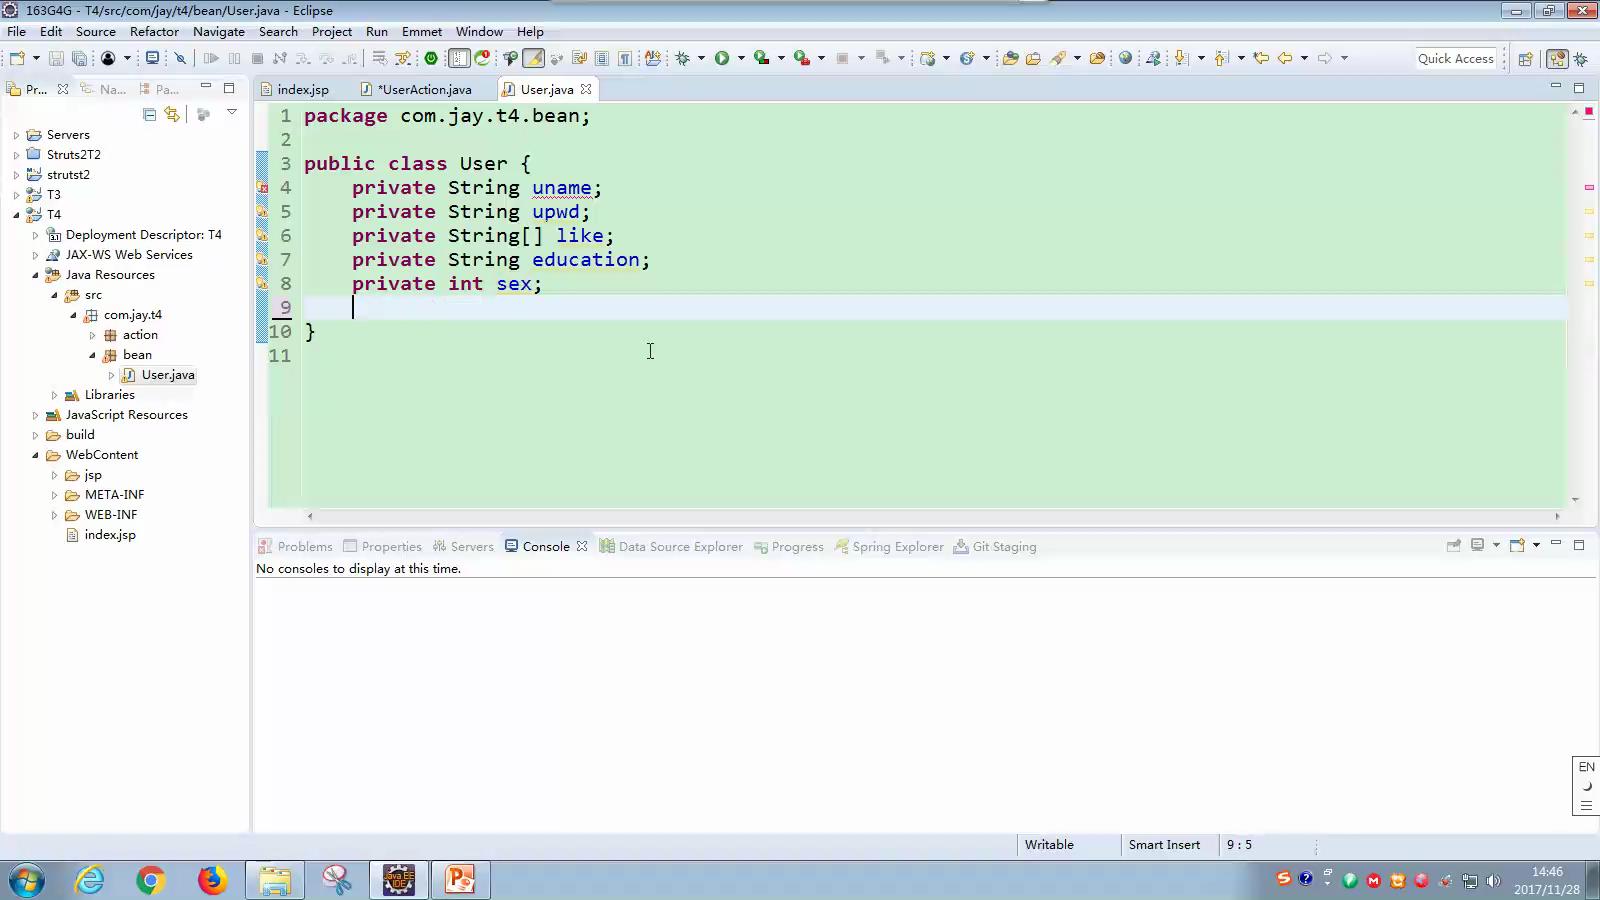 163G4G - T4/src/com/jay/t4/bean/User.java - Eclipse
File Edit Source Refactor Navigate Search Project Run Emmet Window Help
Quick Access
Pr... Na... Pa...
index.jsp *UserAction.java User.java
Servers
Struts2T2
strutst2
T3
T4
Deployment Descriptor: T4
JAX-WS Web Services
Java Resources
src
com.jay.t4
action
bean
User.java
Libraries
JavaScript Resources
build
WebContent
jsp
META-INF
WEB-INF
index.jsp
1 package com.jay.t4.bean;
2
3 public class User {
4 private String uname;
5 private String upwd;
6 private String[] like;
7 private String education;
8 private int sex;
9
10 }
11
Problems Properties Servers Console Data Source Explorer Progress Spring Explorer Git Staging
No consoles to display at this time.
EN
Writable Smart Insert 9 : 5
Java EE
IDE
14:46
2017/11/28